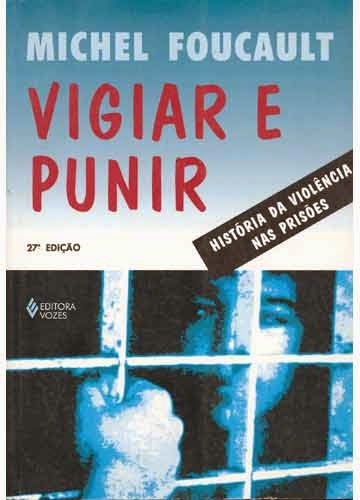 MICHEL FOUCAULT
VIGIAR E
PUNIR
HISTÓRIA DA VIOLÊNCIA
NAS PRISÕES
27ª EDIÇÃO
EDITORA
VOZES